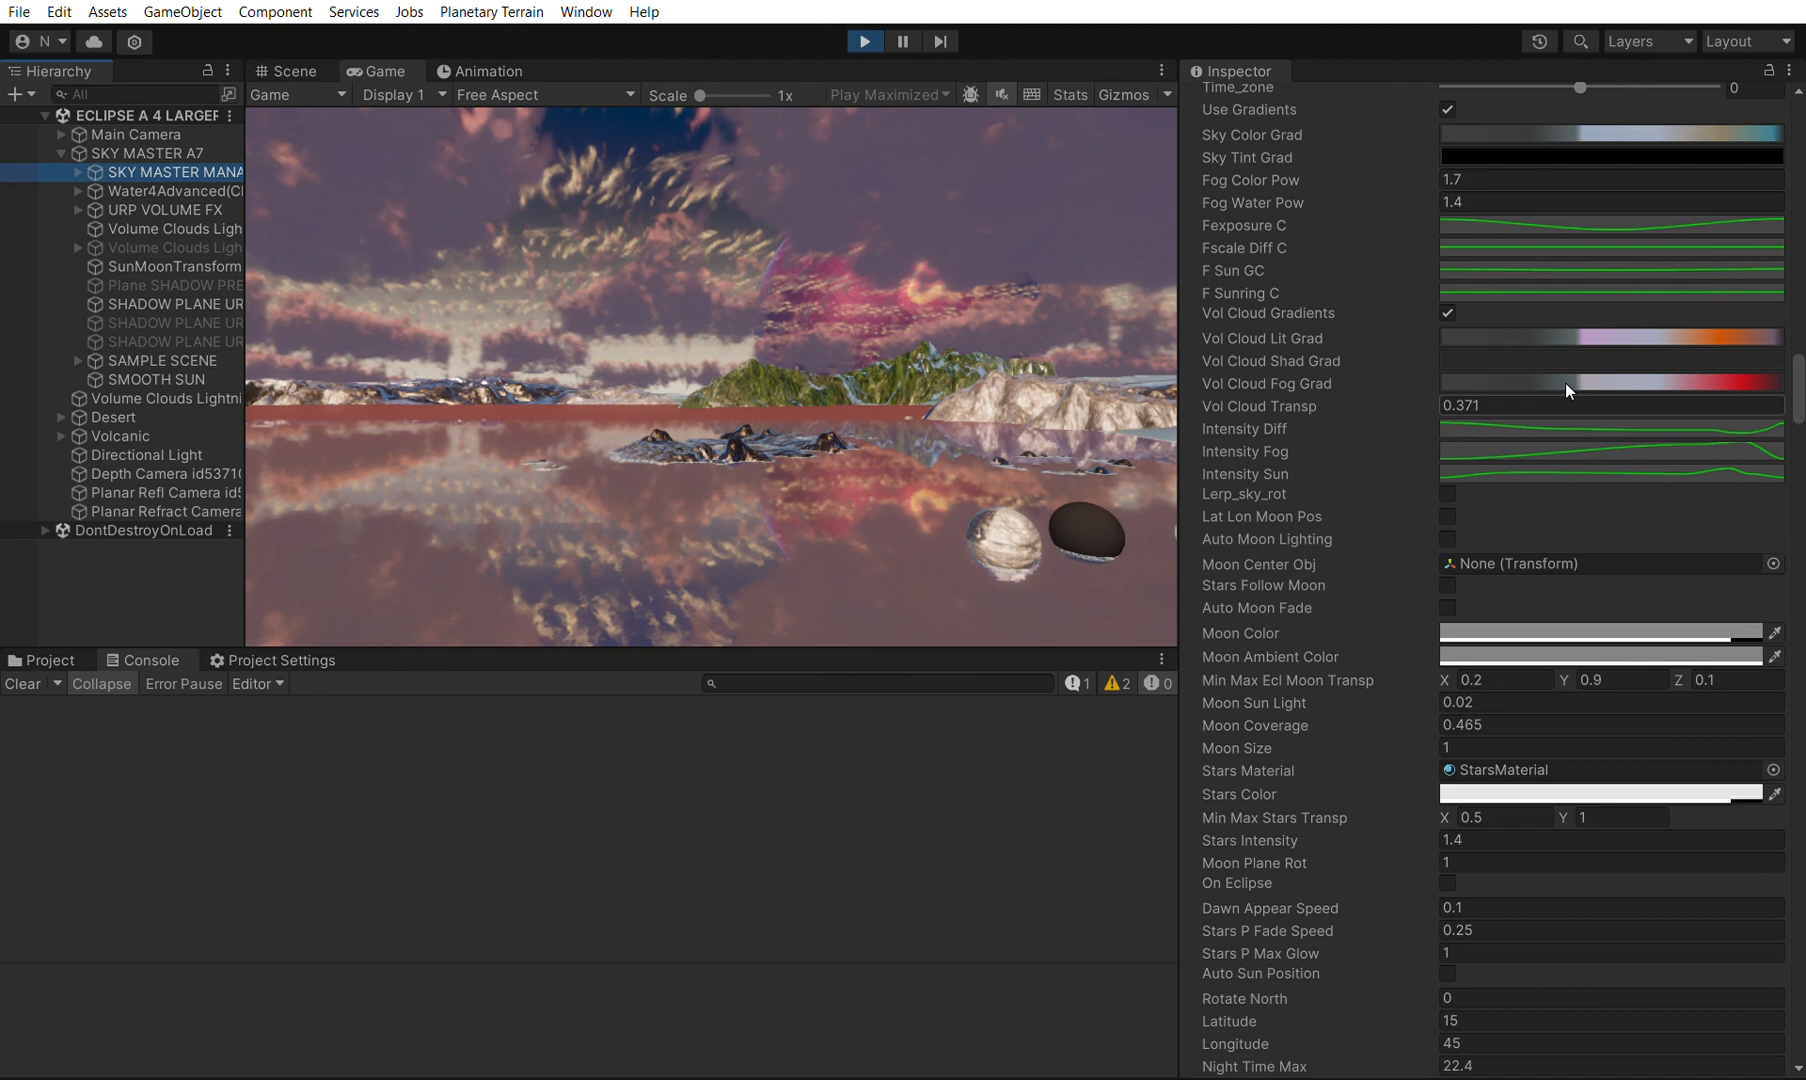 File Edit Assets GameObject Component Services Jobs Planetary Terrain Window Help
N Layers Layout
Hierarchy
All
ECLIPSE A 4 LARGER
Main Camera
SKY MASTER A7
SKY MASTER MANA
Water4Advanced(Cl
URP VOLUME FX
Volume Clouds Ligh
Volume Clouds Ligh
SunMoonTransform
Plane SHADOW PRE
SHADOW PLANE UR
SHADOW PLANE UR
SHADOW PLANE UR
SAMPLE SCENE
SMOOTH SUN
Volume Clouds Lightni
Desert
Volcanic
Directional Light
Depth Camera id5371(
Planar Refl Camera id
Planar Refract Camera
DontDestroyOnLoad
Scene Game Animation
Game Display 1 Free Aspect Scale 1x Play Maximized Stats Gizmos
Project Console Project Settings
Clear Collapse Error Pause Editor 1 2 0
Inspector
Time_zone 0
Use Gradients
Sky Color Grad
Sky Tint Grad
Fog Color Pow 1.7
Fog Water Pow 1.4
Fexposure C
Fscale Diff C
F Sun GC
F Sunring C
Vol Cloud Gradients
Vol Cloud Lit Grad
Vol Cloud Shad Grad
Vol Cloud Fog Grad
Vol Cloud Transp 0.371
Intensity Diff
Intensity Fog
Intensity Sun
Lerp_sky_rot
Lat Lon Moon Pos
Auto Moon Lighting
Moon Center Obj None (Transform)
Stars Follow Moon
Auto Moon Fade
Moon Color
Moon Ambient Color
Min Max Ecl Moon Transp X 0.2 Y 0.9 Z 0.1
Moon Sun Light 0.02
Moon Coverage 0.465
Moon Size 1
Stars Material StarsMaterial
Stars Color
Min Max Stars Transp X 0.5 Y 1
Stars Intensity 1.4
Moon Plane Rot 1
On Eclipse
Dawn Appear Speed 0.1
Stars P Fade Speed 0.25
Stars P Max Glow 1
Auto Sun Position
Rotate North 0
Latitude 15
Longitude 45
Night Time Max 22.4